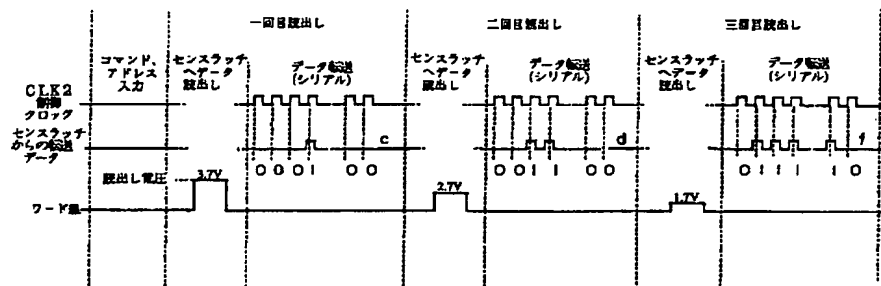 一回目読出し
二回目読出し
三回目読出し
コマンド、
アドレス
入力
センスラッチ
へデータ
読出し
データ転送
(シリアル)
センスラッチ
へデータ
読出し
データ転送
(シリアル)
センスラッチ
へデータ
読出し
データ転送
(シリアル)
CLK2
制御
クロック
センスラッチ
からの転送
データ
c
d
f
0 0 0 1 0 0
0 0 1 1 0 0
0 1 1 1 1 0
読出し電圧
3.7V
2.7V
1.7V
ワード線